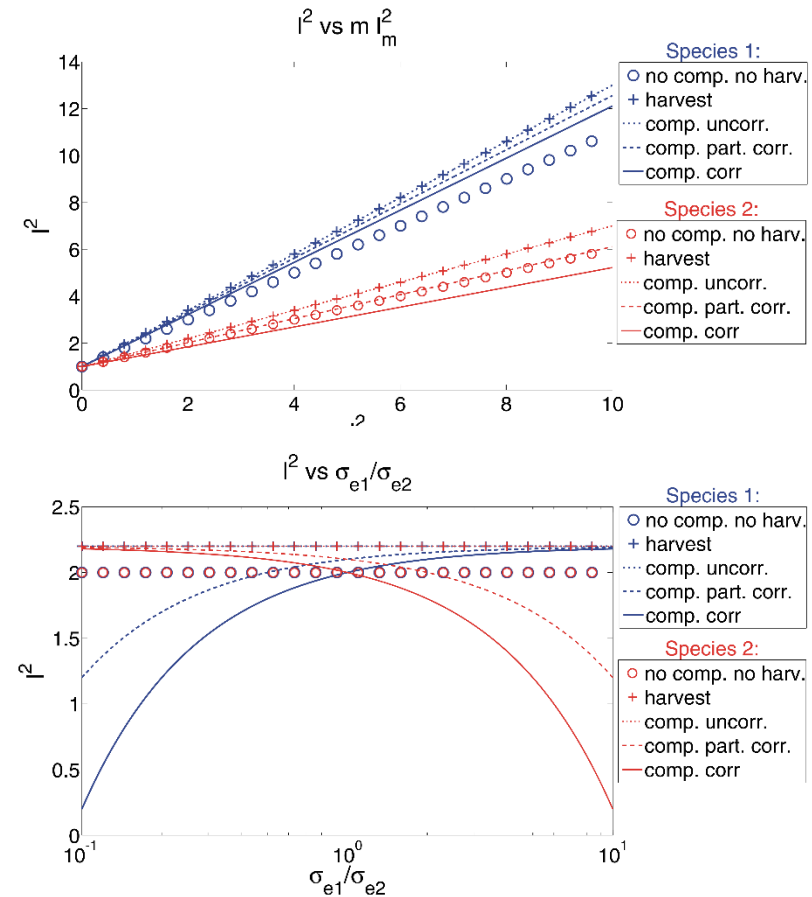 l² vs m lₘ²
14
12
10
8
6
4
2
0
l²
0 2 4 6 8 10
Species 1:
no comp. no harv.
harvest
comp. uncorr.
comp. part. corr.
comp. corr
Species 2:
no comp. no harv.
harvest
comp. uncorr.
comp. part. corr.
comp. corr
l² vs σe1/σe2
2.5
2
1.5
1
0.5
0
l²
10⁻¹ 10⁰ 10¹
σe1/σe2
Species 1:
no comp. no harv.
harvest
comp. uncorr.
comp. part. corr.
comp. corr
Species 2:
no comp. no harv.
harvest
comp. uncorr.
comp. part. corr.
comp. corr